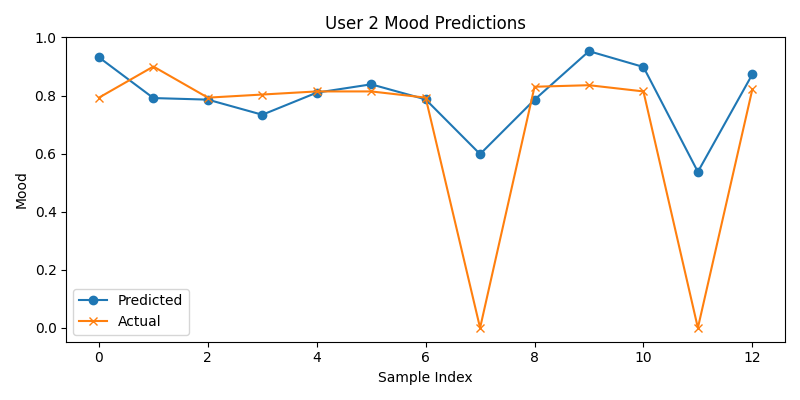 User 2 Mood Predictions
1.0
0.8
0.6
0.4
0.2
0.0
Mood
Predicted
Actual
0 2 4 6 8 10 12
Sample Index